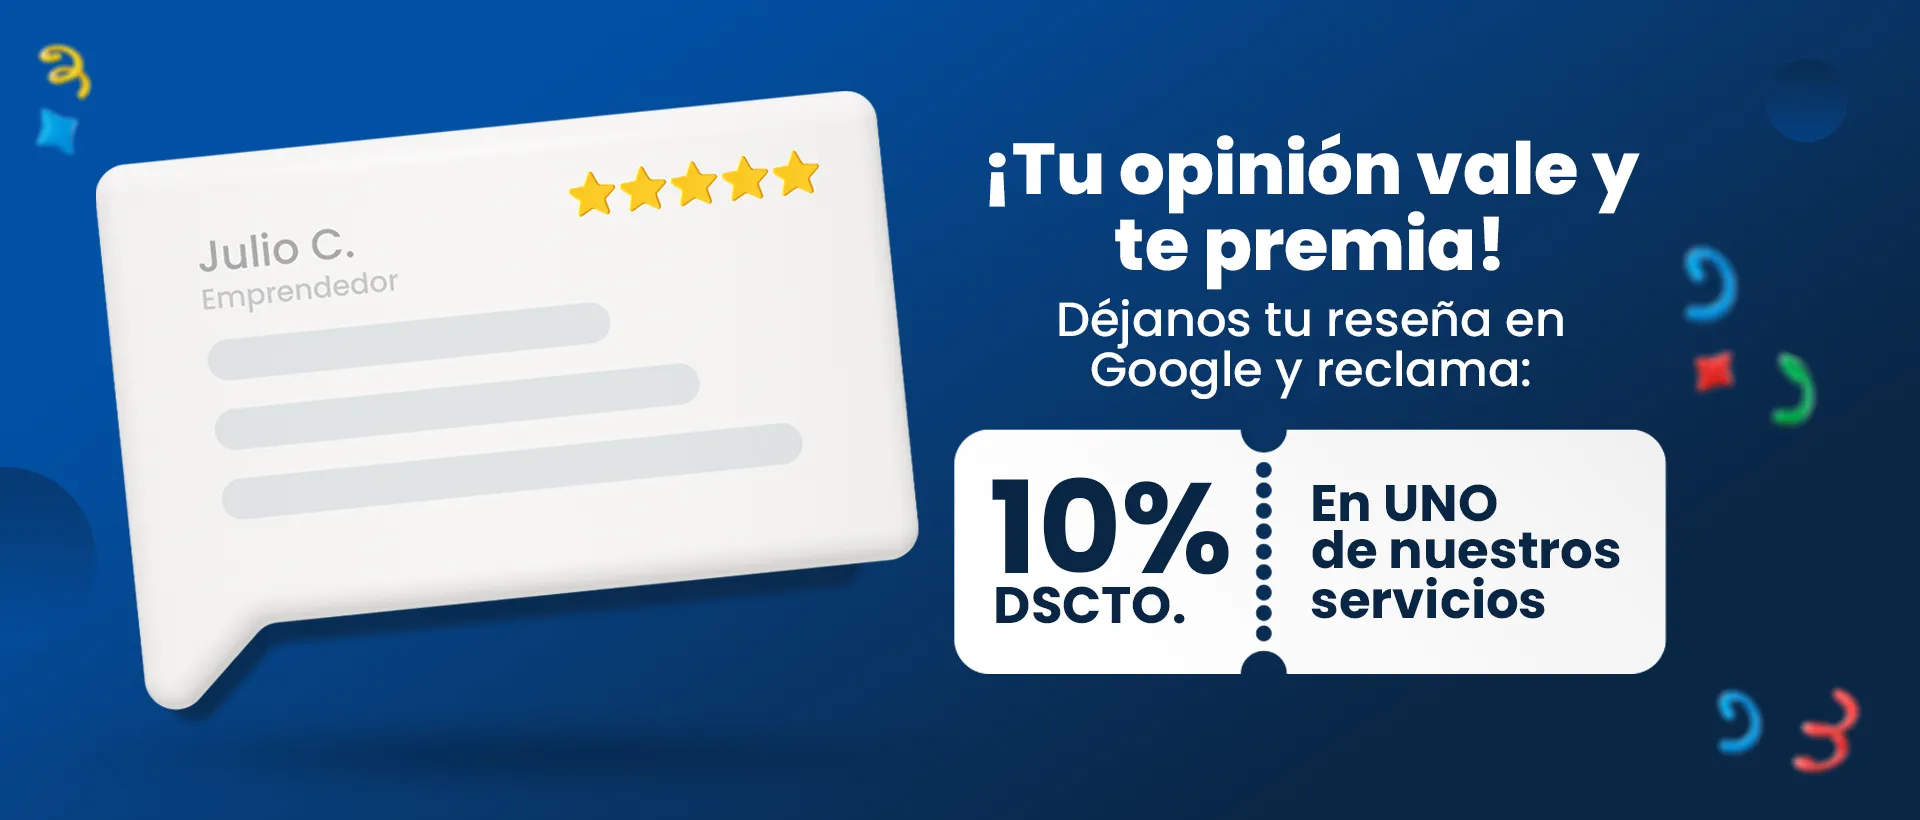 Julio C.
Emprendedor
¡Tu opinión vale y
te premia!
Déjanos tu reseña en
Google y reclama:
10%
DSCTO.
En UNO
de nuestros
servicios